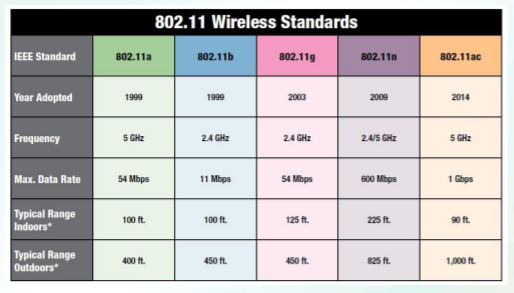 802.11 Wireless Standards
IEEE Standard 802.11a 802.11b 802.11g 802.11n 802.11ac
Year Adopted 1999 1999 2003 2009 2014
Frequency 5 GHz 2.4 GHz 2.4 GHz 2.4/5 GHz 5 GHz
Max. Data Rate 54 Mbps 11 Mbps 54 Mbps 600 Mbps 1 Gbps
Typical Range
Indoors* 100 ft. 100 ft. 125 ft. 225 ft. 90 ft.
Typical Range
Outdoors* 400 ft. 450 ft. 450 ft. 825 ft. 1,000 ft.